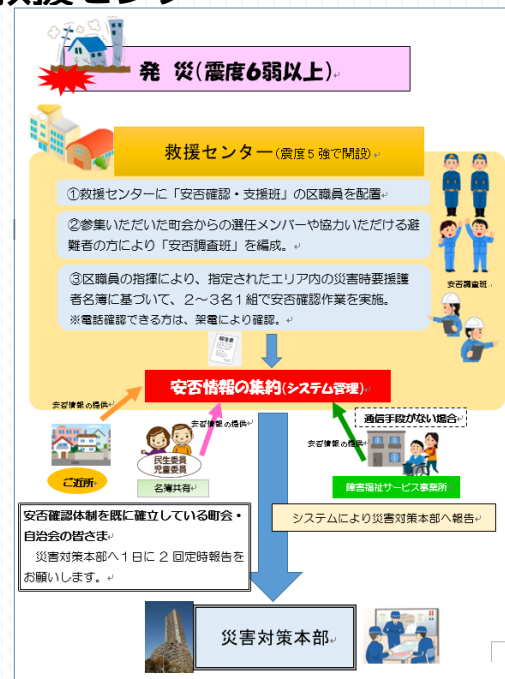 救援センター
発 災(震度6弱以上)
救援センター(震度5強で開設)
①救援センターに「安否確認・支援班」の区職員を配置
②参集いただいた町会からの選任メンバーや協力いただける避
難者の方により「安否調査班」を編成。
③区職員の指揮により、指定されたエリア内の災害時要援護
者名簿に基づいて、2~3名1組で安否確認作業を実施。
※電話確認できる方は、架電により確認。
安否調査班
報告書
安否情報の集約(システム管理)
安否情報の提供
安否情報の提供
安否情報の提供
通信手段がない場合
ご近所
民生委員
児童委員
名簿共有
障害福祉サービス事業所
安否確認体制を既に確立している町会・
自治会の皆さま
災害対策本部へ1日に2回定時報告を
お願いします。
システムにより災害対策本部へ報告
災害対策本部